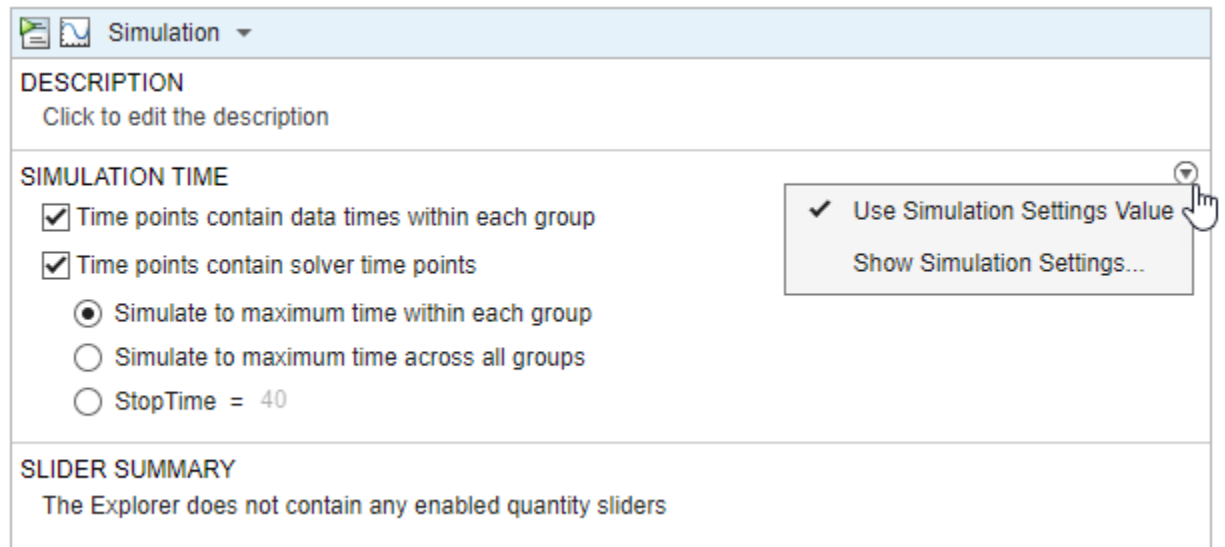 Simulation
DESCRIPTION
Click to edit the description
SIMULATION TIME
Time points contain data times within each group
Use Simulation Settings Value
Time points contain solver time points
Show Simulation Settings...
Simulate to maximum time within each group
Simulate to maximum time across all groups
StopTime = 40
SLIDER SUMMARY
The Explorer does not contain any enabled quantity sliders